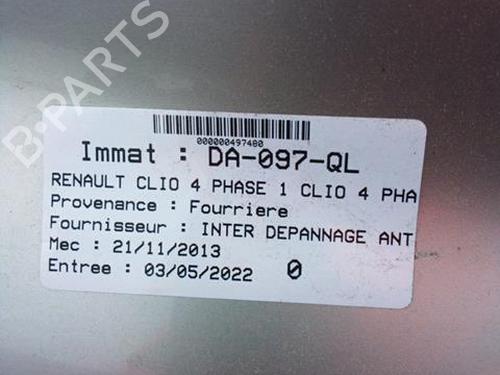 B-PARTS
000000497480
Immat : DA-097-QL
RENAULT CLIO 4 PHASE 1 CLIO 4 PHA
Provenance : Fourriere
Fournisseur : INTER DEPANNAGE ANT
Mec : 21/11/2013
Entree : 03/05/2022 0